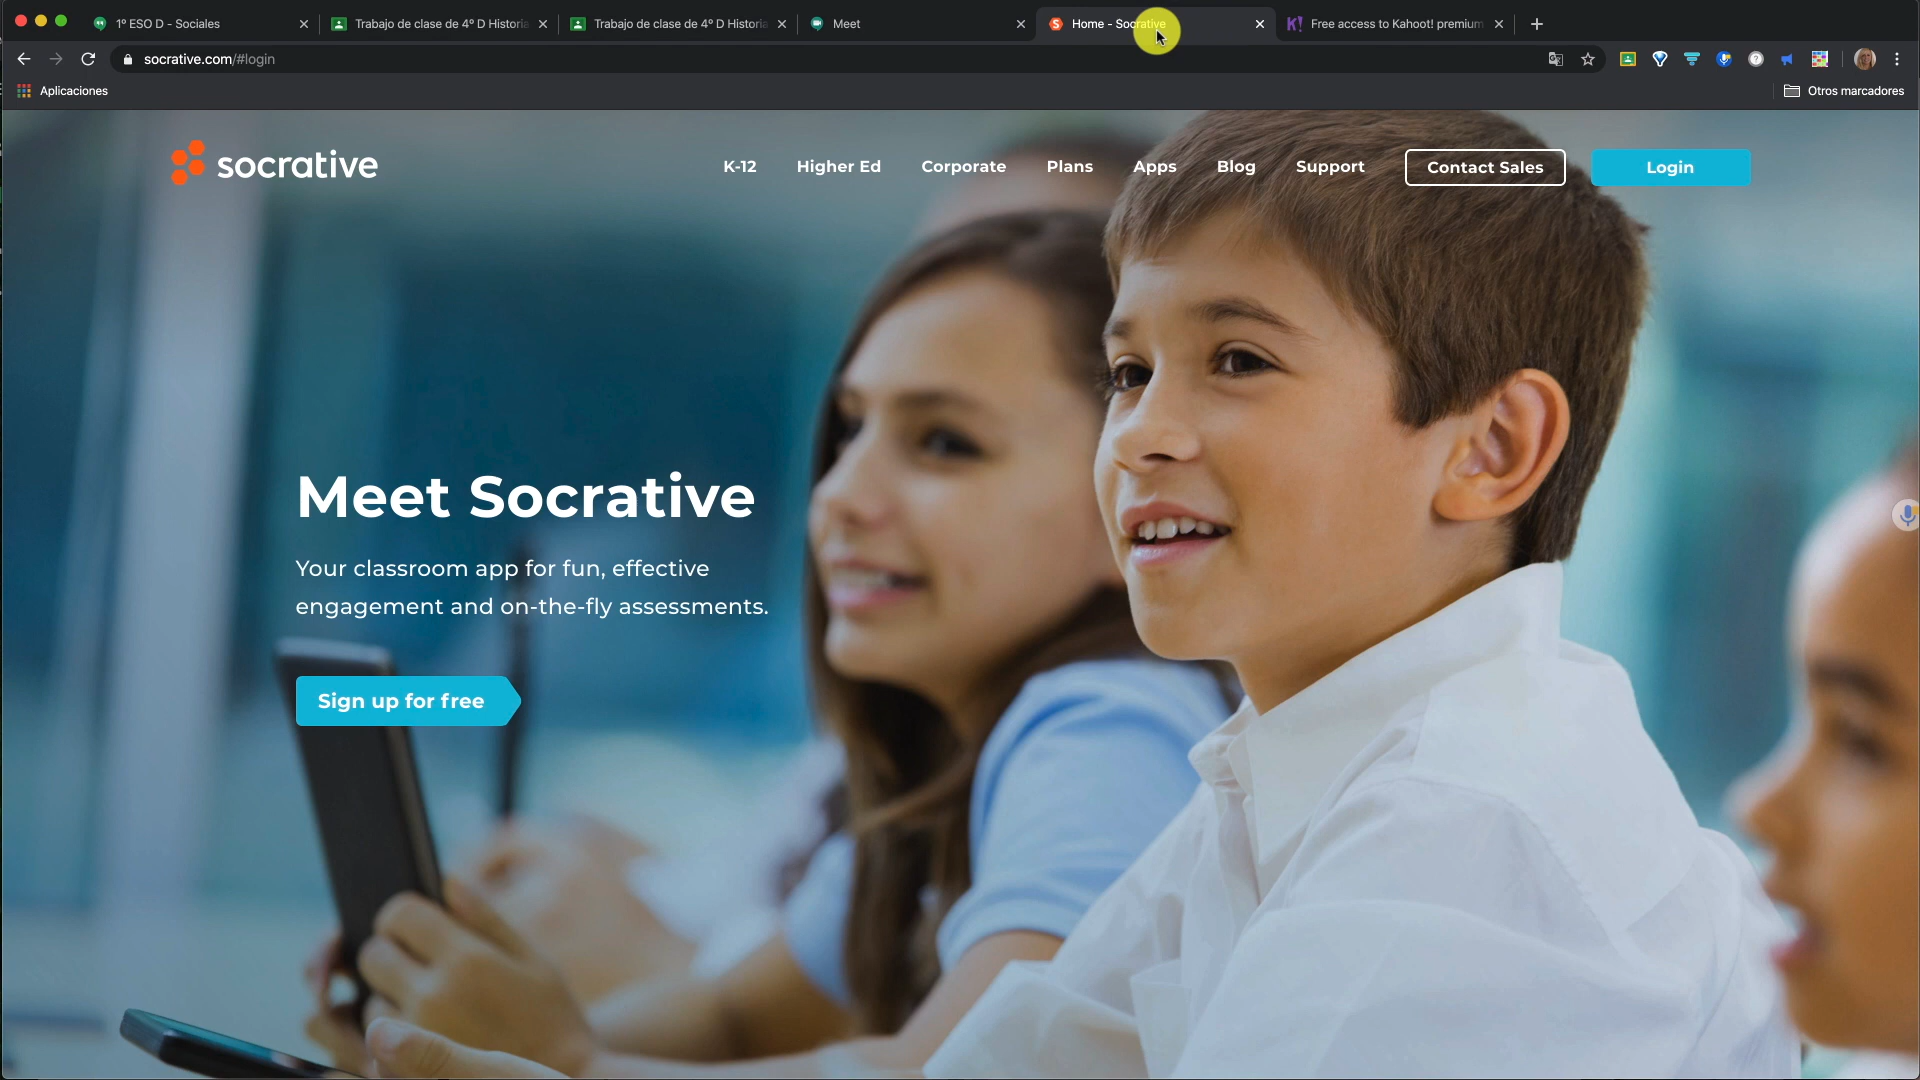 1º ESO D - Sociales
Trabajo de clase de 4º D Historia
Trabajo de clase de 4º D Historia
Meet
Home - Socrative
Free access to Kahoot! premium
socrative.com/#login
Aplicaciones
Otros marcadores
socrative
K-12
Higher Ed
Corporate
Plans
Apps
Blog
Support
Contact Sales
Login
Meet Socrative
Your classroom app for fun, effective
engagement and on-the-fly assessments.
Sign up for free